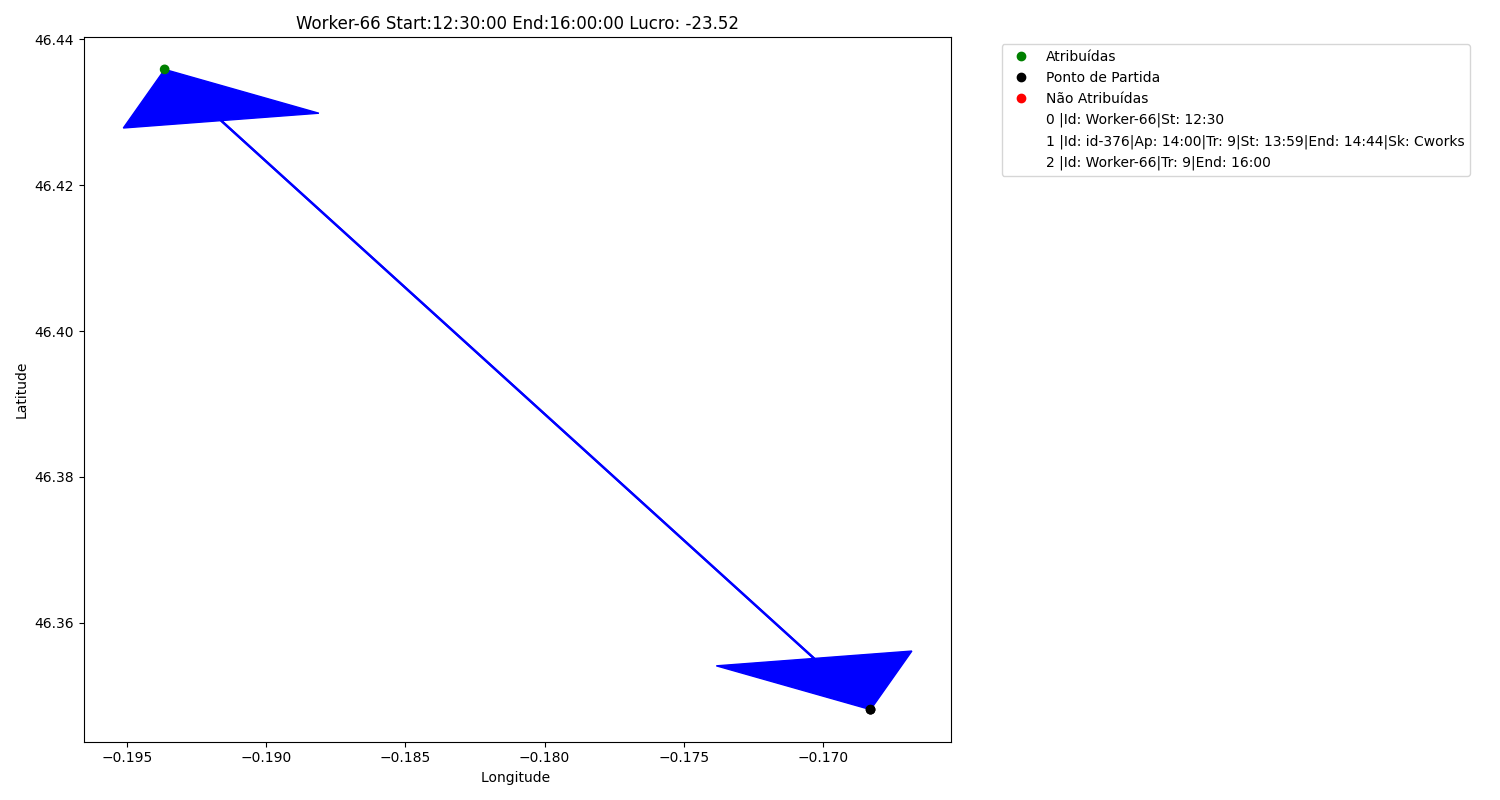 Worker-66 Start:12:30:00 End:16:00:00 Lucro: -23.52
46.44
46.42
46.40
46.38
46.36
Latitude
−0.195 −0.190 −0.185 −0.180 −0.175 −0.170
Longitude
Atribuídas
Ponto de Partida
Não Atribuídas
0 |Id: Worker-66|St: 12:30
1 |Id: id-376|Ap: 14:00|Tr: 9|St: 13:59|End: 14:44|Sk: Cworks
2 |Id: Worker-66|Tr: 9|End: 16:00